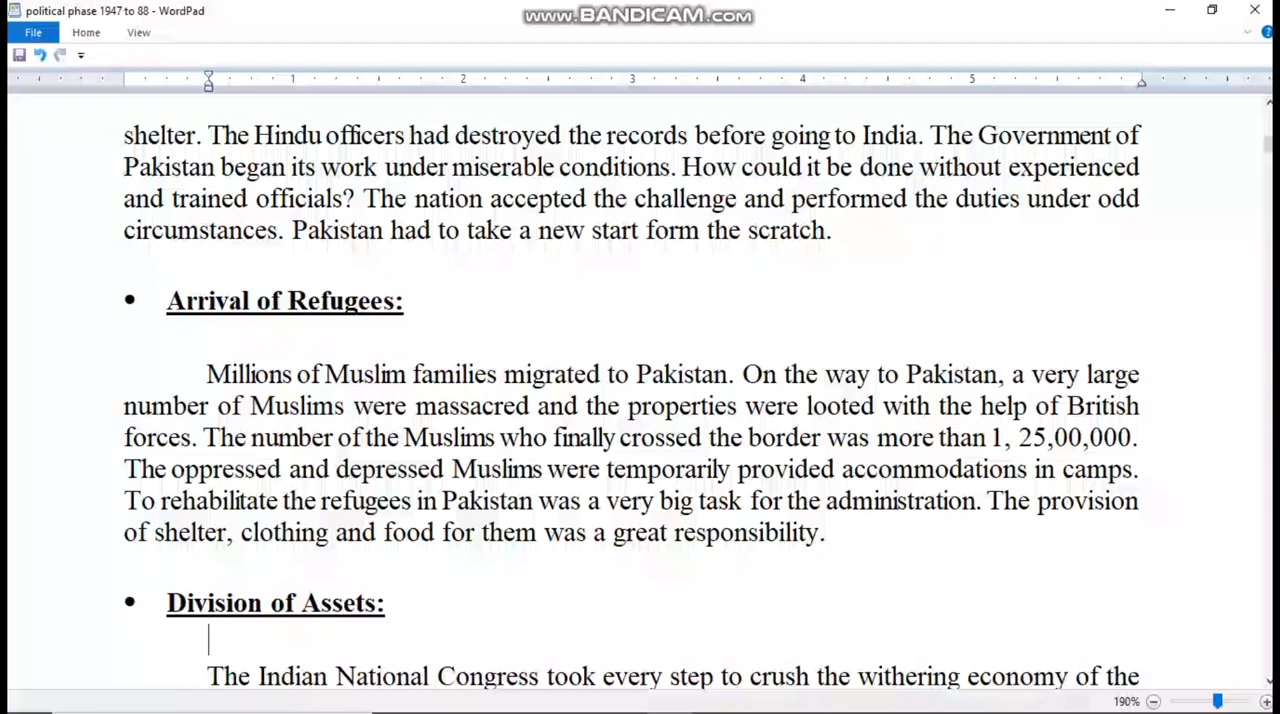 political phase 1947 to 88 - WordPad
www.BANDICAM.com
File Home View
1 2 3 4 5
shelter. The Hindu officers had destroyed the records before going to India. The Government of
Pakistan began its work under miserable conditions. How could it be done without experienced
and trained officials? The nation accepted the challenge and performed the duties under odd
circumstances. Pakistan had to take a new start form the scratch.
• Arrival of Refugees:
Millions of Muslim families migrated to Pakistan. On the way to Pakistan, a very large
number of Muslims were massacred and the properties were looted with the help of British
forces. The number of the Muslims who finally crossed the border was more than 1, 25,00,000.
The oppressed and depressed Muslims were temporarily provided accommodations in camps.
To rehabilitate the refugees in Pakistan was a very big task for the administration. The provision
of shelter, clothing and food for them was a great responsibility.
• Division of Assets:
The Indian National Congress took every step to crush the withering economy of the
190%